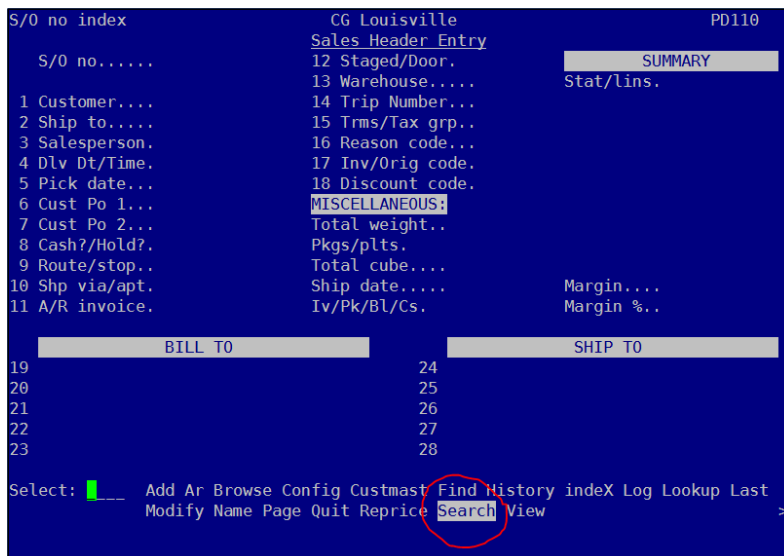 S/O no index CG Louisville PD110
Sales Header Entry
S/O no...... 12 Staged/Door. SUMMARY
13 Warehouse..... Stat/lins.
1 Customer.... 14 Trip Number...
2 Ship to..... 15 Trms/Tax grp..
3 Salesperson. 16 Reason code...
4 Dlv Dt/Time. 17 Inv/Orig code.
5 Pick date... 18 Discount code.
6 Cust Po 1... MISCELLANEOUS:
7 Cust Po 2... Total weight..
8 Cash?/Hold?. Pkgs/plts.
9 Route/stop.. Total cube....
10 Shp via/apt. Ship date..... Margin....
11 A/R invoice. Iv/Pk/Bl/Cs. Margin %..
BILL TO SHIP TO
19 24
20 25
21 26
22 27
23 28
Select: ___ Add Ar Browse Config Custmast Find History indeX Log Lookup Last
Modify Name Page Quit Reprice Search View >